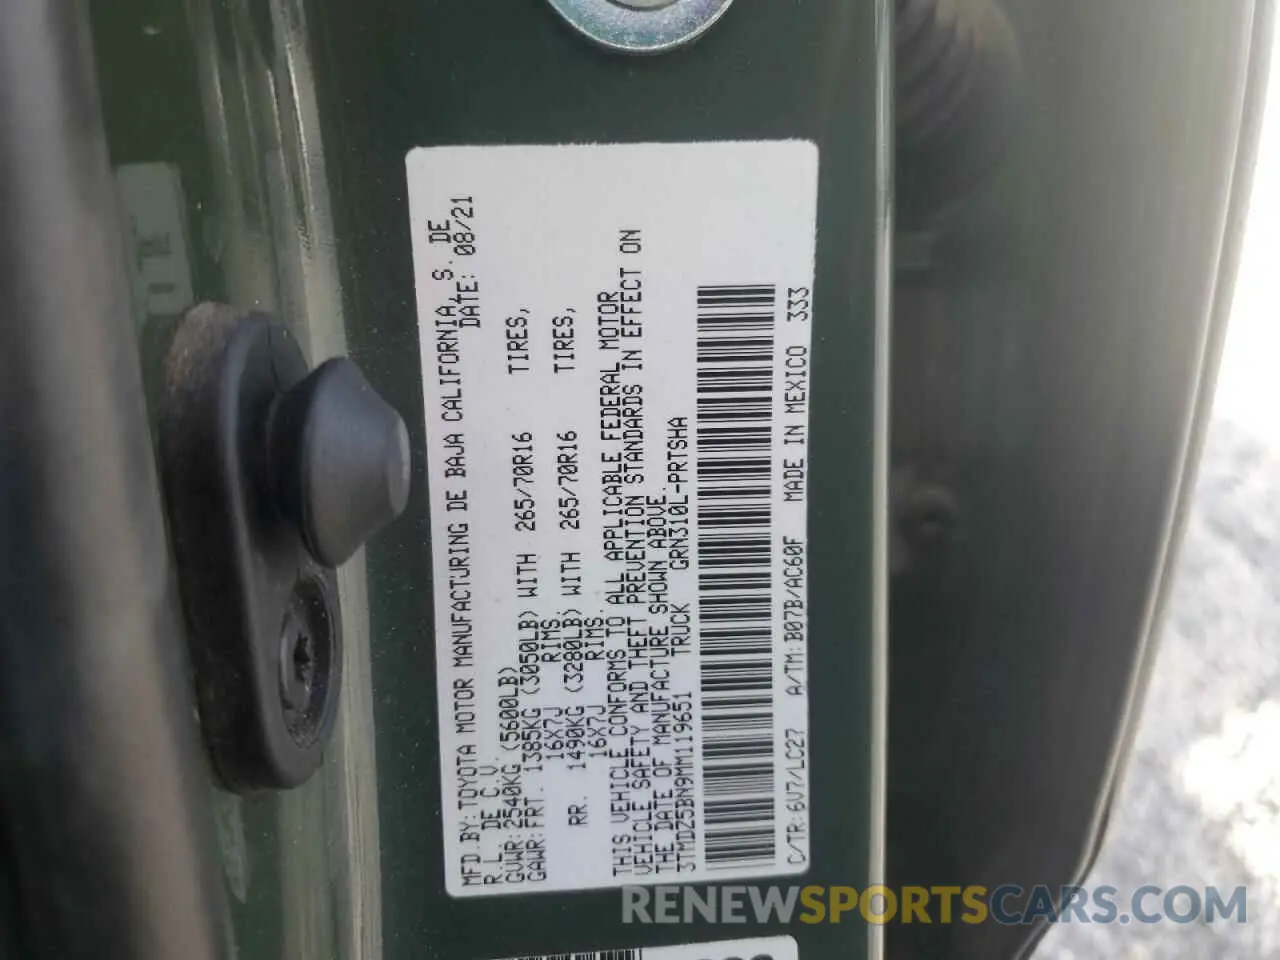 MFD.BY:TOYOTA MOTOR MANUFACTURING DE BAJA CALIFORNIA, S. DE
R.L. DE C.V. DATE: 08/21
GVWR:2540KG (5600LB)
GAWR:FRT. 1385KG (3050LB) WITH 265/70R16 TIRES,
16X7J RIMS.
RR. 1490KG (3280LB) WITH 265/70R16 TIRES,
16X7J RIMS.
THIS VEHICLE CONFORMS TO ALL APPLICABLE FEDERAL MOTOR
VEHICLE SAFETY AND THEFT PREVENTION STANDARDS IN EFFECT ON
THE DATE OF MANUFACTURE SHOWN ABOVE.
3TMDZ5BN9MM119651 TRUCK GRN310L-PRTSHA
C/TR:6V7/LC27 A/TM:B07B/AC60F MADE IN MEXICO 333
RENEWSPORTSCARS.COM